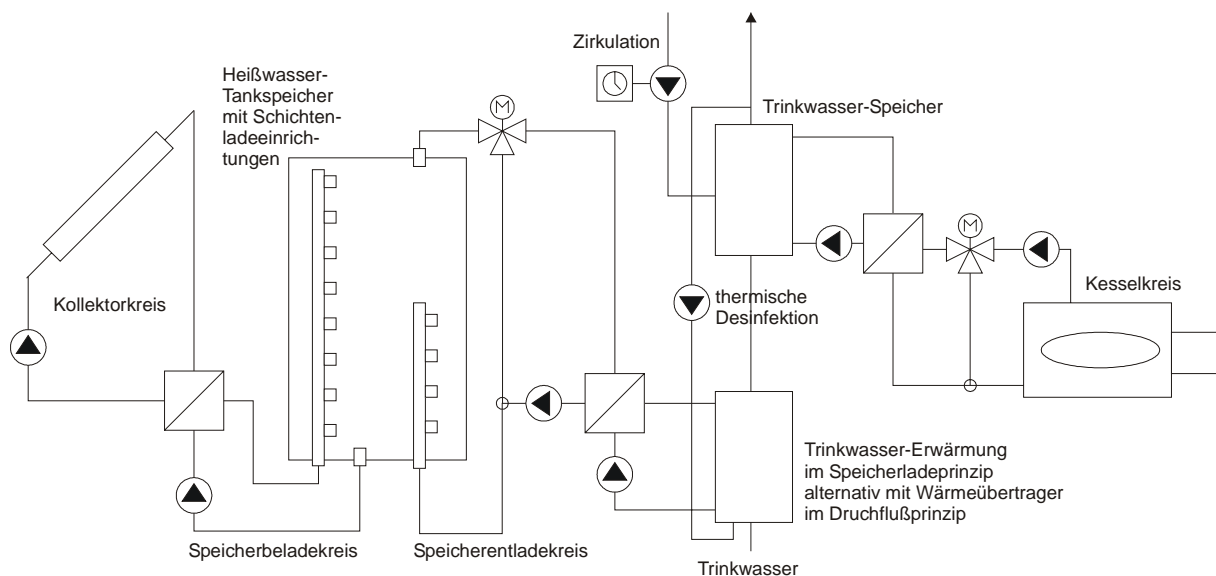 Zirkulation
Heißwasser-
Tankspeicher
mit Schichten-
ladeeinrich-
tungen
M
Trinkwasser-Speicher
M
Kollektorkreis
thermische
Desinfektion
Kesselkreis
Trinkwasser-Erwärmung
im Speicherladeprinzip
alternativ mit Wärmeübertrager
im Druchflußprinzip
Speicherbeladekreis
Speicherentladekreis
Trinkwasser